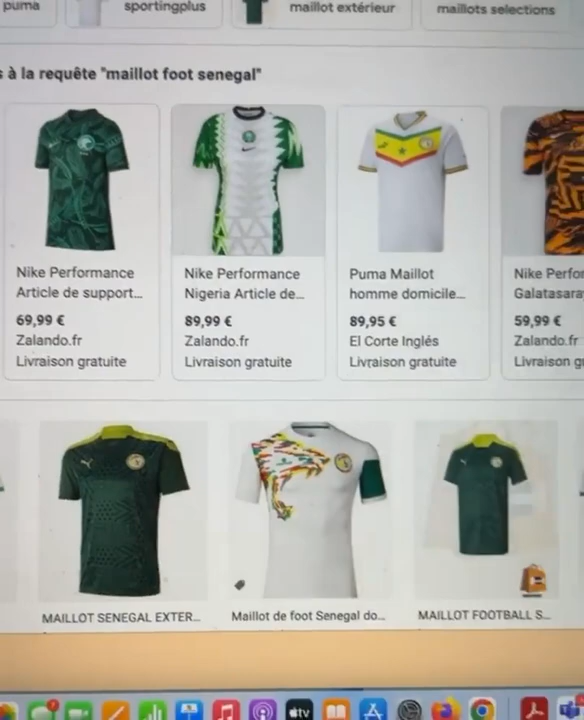 puma
sportingplus
maillot extérieur
maillots selections
s à la requête "maillot foot senegal"
Nike Performance
Article de support...
69,99 €
Zalando.fr
Livraison gratuite
Nike Performance
Nigeria Article de...
89,99 €
Zalando.fr
Livraison gratuite
Puma Maillot
homme domicile...
89,95 €
El Corte Inglés
Livraison gratuite
Nike Perfor
Galatasara
59,99 €
Zalando.fr
Livraison gr
MAILLOT SENEGAL EXTER...
Maillot de foot Senegal do...
MAILLOT FOOTBALL S...
tv